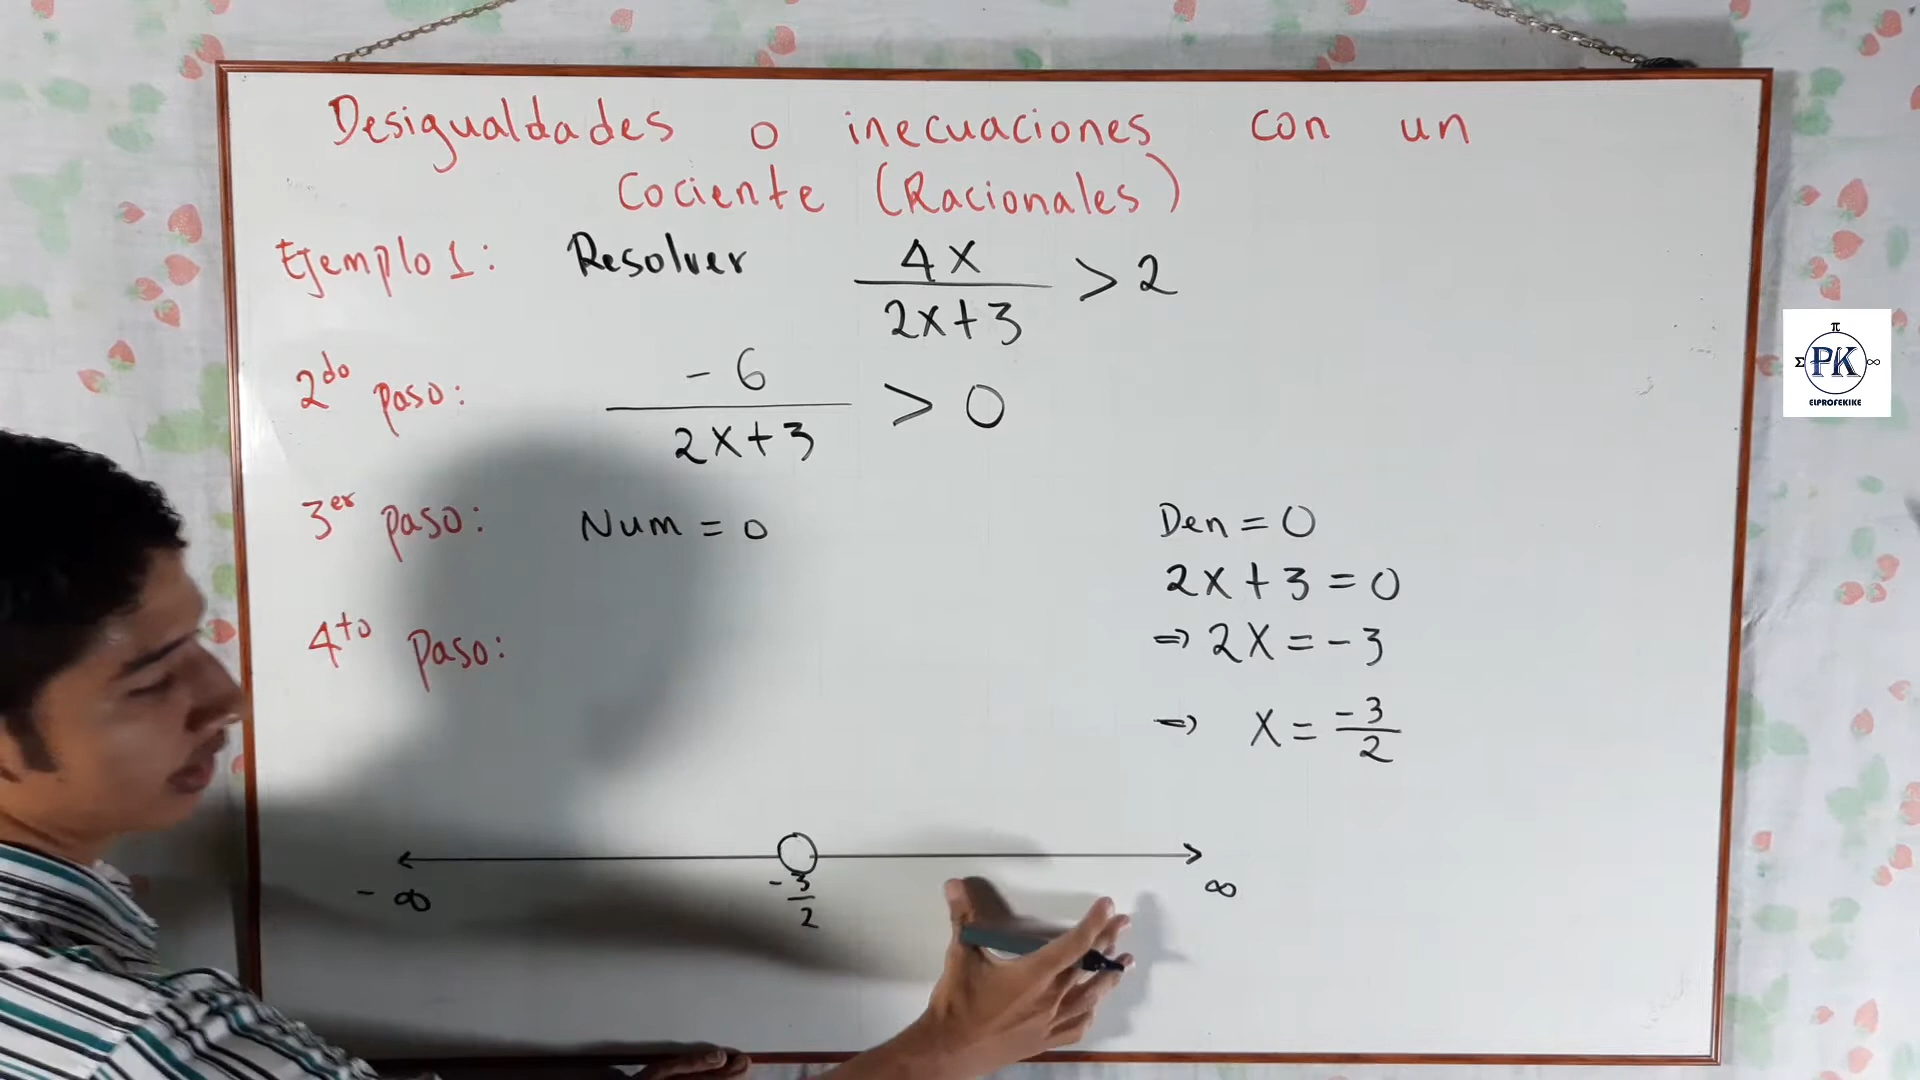 Desigualdades o inecuaciones con un
Cociente (Racionales)
Ejemplo 1: Resolver 4x/2x+3 > 2
2do paso: -6/2x+3 > 0
3er paso: Num = 0
Den = 0
2x+3 = 0
⇒ 2x = -3
⇒ x = -3/2
4to Paso:
-∞ -3/2 ∞
π
Σ PK ∞
ELPROFEKIKE